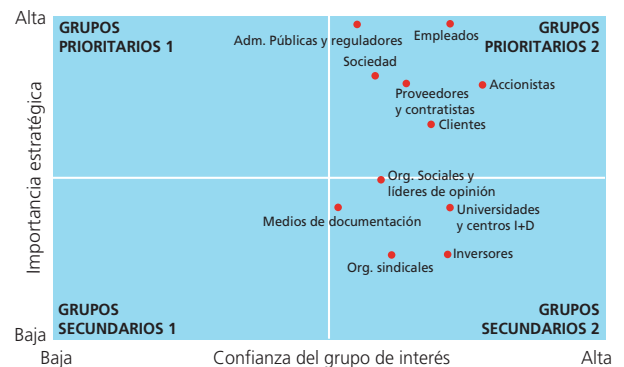 Alta
GRUPOS
PRIORITARIOS 1
GRUPOS
PRIORITARIOS 2
Adm. Públicas y reguladores
Empleados
Sociedad
Proveedores
y contratistas
Accionistas
Clientes
Importancia estratégica
Org. Sociales y
líderes de opinión
Medios de documentación
Universidades
y centros I+D
Org. sindicales
Inversores
GRUPOS
SECUNDARIOS 1
GRUPOS
SECUNDARIOS 2
Baja
Baja
Confianza del grupo de interés
Alta